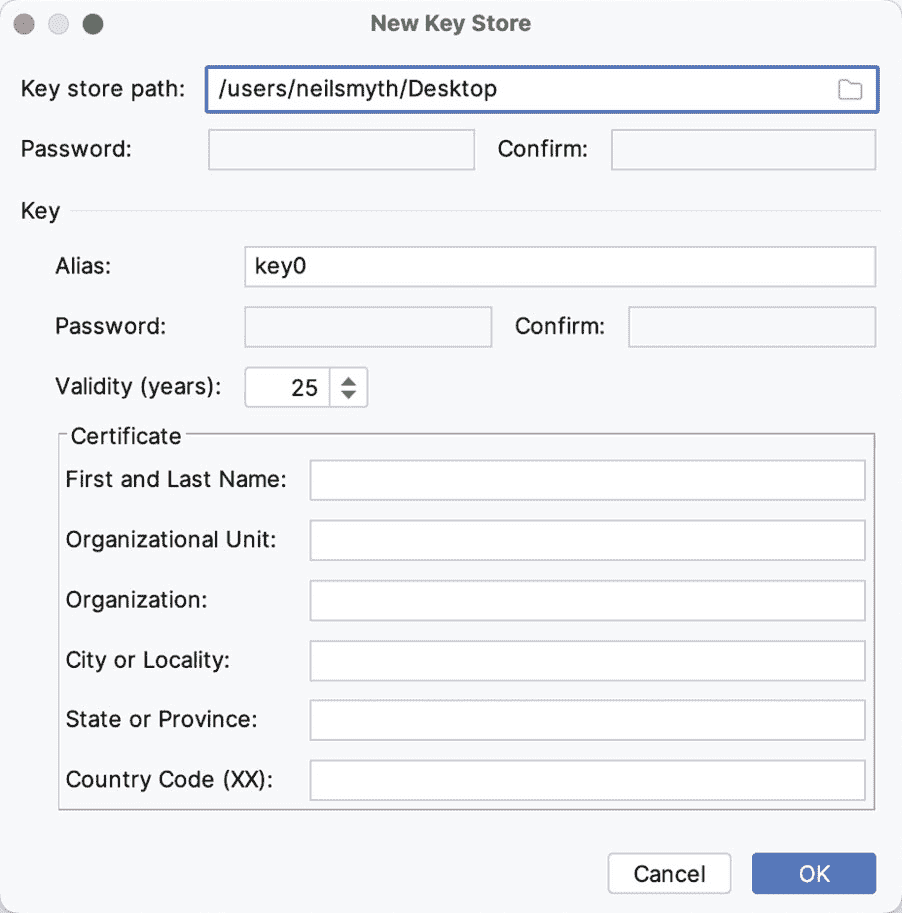 New Key Store
Key store path: /users/neilsmyth/Desktop
Password: Confirm:
Key
Alias: key0
Password: Confirm:
Validity (years): 25
Certificate
First and Last Name:
Organizational Unit:
Organization:
City or Locality:
State or Province:
Country Code (XX):
Cancel OK